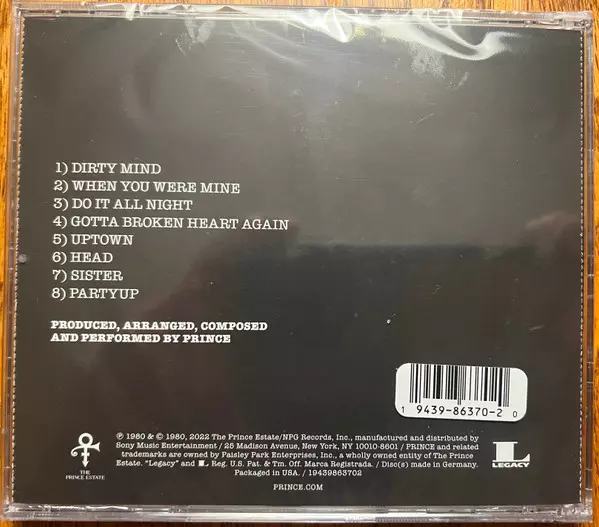 1) DIRTY MIND
2) WHEN YOU WERE MINE
3) DO IT ALL NIGHT
4) GOTTA BROKEN HEART AGAIN
5) UPTOWN
6) HEAD
7) SISTER
8) PARTYUP
PRODUCED, ARRANGED, COMPOSED
AND PERFORMED BY PRINCE
1 9439-86370-2 0
THE
PRINCE ESTATE
℗ 1980 & © 1980, 2022 The Prince Estate/NPG Records, Inc., manufactured and distributed by
Sony Music Entertainment / 25 Madison Avenue, New York, NY 10010-8601 / PRINCE and related
trademarks are owned by Paisley Park Enterprises, Inc., a wholly owned entity of The Prince
Estate. "Legacy" and L Reg. U.S. Pat. & Tm. Off. Marca Registrada. / Disc(s) made in Germany.
Packaged in USA. / 19439863702
PRINCE.COM
L
LEGACY